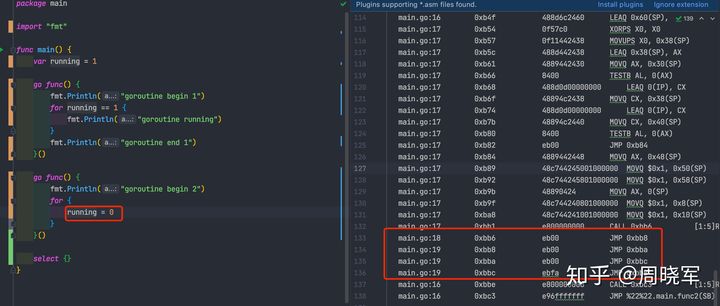 package main
import "fmt"
func main() {
var running = 1
go func() {
fmt.Println( a...: "goroutine begin 1")
for running == 1 {
fmt.Println( a...: "goroutine running")
}
fmt.Println( a...: "goroutine end 1")
}()
go func() {
fmt.Println( a...: "goroutine begin 2")
for {
running = 0
}
}()
select {}
}
Plugins supporting *.asm files found. Install plugins Ignore extension
139
114 main.go:16 0xb4f 488d6c2460 LEAQ 0x60(SP),
115 main.go:17 0xb54 0f57c0 XORPS X0, X0
116 main.go:17 0xb57 0f11442438 MOVUPS X0, 0x38(SP)
117 main.go:17 0xb5c 488d442438 LEAQ 0x38(SP), AX
118 main.go:17 0xb61 4889442430 MOVQ AX, 0x30(SP)
119 main.go:17 0xb66 8400 TESTB AL, 0(AX)
120 main.go:17 0xb68 488d0d00000000 LEAQ 0(IP), CX
121 main.go:17 0xb6f 48894c2438 MOVQ CX, 0x38(SP)
122 main.go:17 0xb74 488d0d00000000 LEAQ 0(IP), CX
123 main.go:17 0xb7b 48894c2440 MOVQ CX, 0x40(SP)
124 main.go:17 0xb80 8400 TESTB AL, 0(AX)
125 main.go:17 0xb82 eb00 JMP 0xb84
126 main.go:17 0xb84 4889442448 MOVQ AX, 0x48(SP)
127 main.go:17 0xb89 48c744245001000000 MOVQ $0x1, 0x50(SP)
128 main.go:17 0xb92 48c744245801000000 MOVQ $0x1, 0x58(SP)
129 main.go:17 0xb9b 48890424 MOVQ AX, 0(SP)
130 main.go:17 0xb9f 48c744240801000000 MOVQ $0x1, 0x8(SP)
131 main.go:17 0xba8 48c744241001000000 MOVQ $0x1, 0x10(SP)
132 main.go:17 0xbb1 e800000000 CALL 0xbb6 [1:5]R
133 main.go:18 0xbb6 eb00 JMP 0xbb8
134 main.go:19 0xbb8 eb00 JMP 0xbba
135 main.go:19 0xbba eb00 JMP 0xbbc
136 main.go:19 0xbbc ebfa
137 main.go:16 0xbbe e800000000 CALL 0xbc3 [1:5]R
138 main.go:16 0xbc3 e96fffffff JMP %22%22.main.func2(SB)
知乎 @周晓军